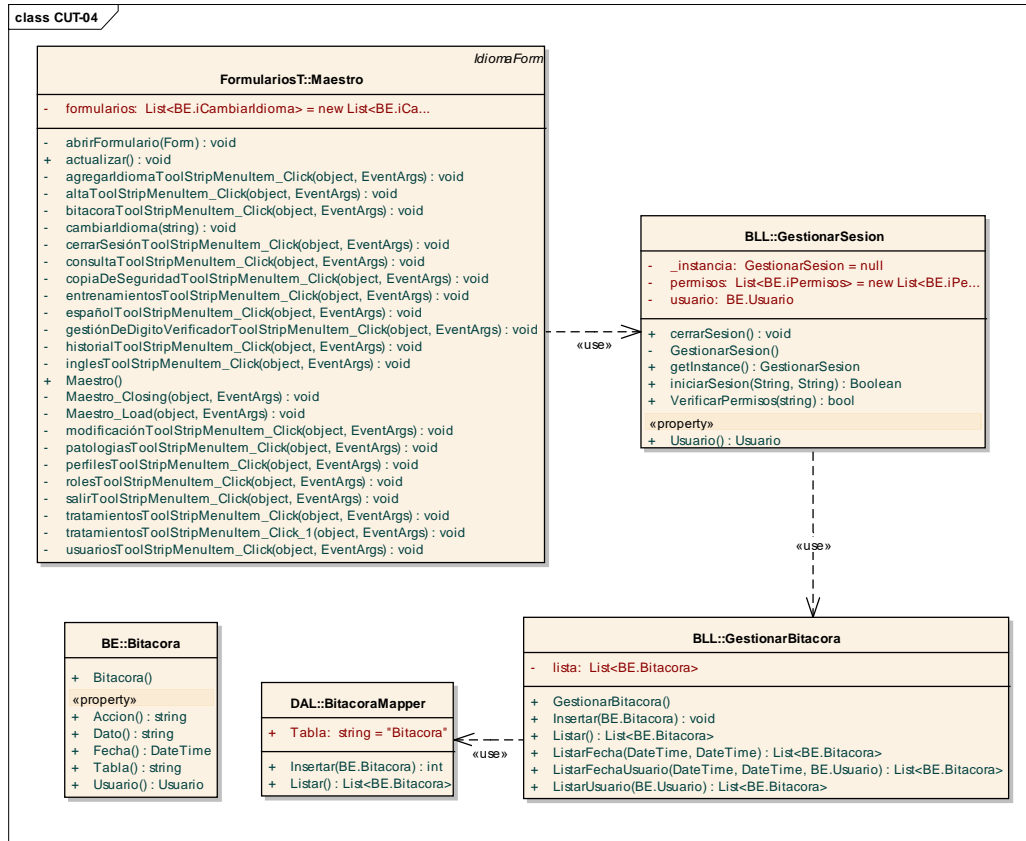 class CUT-04
IdiomaForm
FormulariosT::Maestro
- formularios: List<BE.iCambiarIdioma> = new List<BE.iCa...
- abrirFormulario(Form) : void
+ actualizar() : void
- agregarIdiomaToolStripMenuItem_Click(object, EventArgs) : void
- altaToolStripMenuItem_Click(object, EventArgs) : void
- bitacoraToolStripMenuItem_Click(object, EventArgs) : void
- cambiarIdioma(string) : void
- cerrarSesiónToolStripMenuItem_Click(object, EventArgs) : void
- consultaToolStripMenuItem_Click(object, EventArgs) : void
- copiaDeSeguridadToolStripMenuItem_Click(object, EventArgs) : void
- entrenamientosToolStripMenuItem_Click(object, EventArgs) : void
- españolToolStripMenuItem_Click(object, EventArgs) : void
- gestiónDeDigitoVerificadorToolStripMenuItem_Click(object, EventArgs) : void
- historialToolStripMenuItem_Click(object, EventArgs) : void
- inglesToolStripMenuItem_Click(object, EventArgs) : void
+ Maestro()
- Maestro_Closing(object, EventArgs) : void
- Maestro_Load(object, EventArgs) : void
- modificaciónToolStripMenuItem_Click(object, EventArgs) : void
- patologiasToolStripMenuItem_Click(object, EventArgs) : void
- perfilesToolStripMenuItem_Click(object, EventArgs) : void
- rolesToolStripMenuItem_Click(object, EventArgs) : void
- salirToolStripMenuItem_Click(object, EventArgs) : void
- tratamientosToolStripMenuItem_Click(object, EventArgs) : void
- tratamientosToolStripMenuItem_Click_1(object, EventArgs) : void
- usuariosToolStripMenuItem_Click(object, EventArgs) : void
«use»
BLL::GestionarSesion
- _instancia: GestionarSesion = null
- permisos: List<BE.iPermisos> = new List<BE.iPe...
- usuario: BE.Usuario
+ cerrarSesion() : void
- GestionarSesion()
+ getInstance() : GestionarSesion
+ iniciarSesion(String, String) : Boolean
+ VerificarPermisos(string) : bool
«property»
+ Usuario() : Usuario
«use»
BE::Bitacora
+ Bitacora()
«property»
+ Accion() : string
+ Dato() : string
+ Fecha() : DateTime
+ Tabla() : string
+ Usuario() : Usuario
DAL::BitacoraMapper
+ Tabla: string = "Bitacora"
+ Insertar(BE.Bitacora) : int
+ Listar() : List<BE.Bitacora>
«use»
BLL::GestionarBitacora
- lista: List<BE.Bitacora>
+ GestionarBitacora()
+ Insertar(BE.Bitacora) : void
+ Listar() : List<BE.Bitacora>
+ ListarFecha(DateTime, DateTime) : List<BE.Bitacora>
+ ListarFechaUsuario(DateTime, DateTime, BE.Usuario) : List<BE.Bitacora>
+ ListarUsuario(BE.Usuario) : List<BE.Bitacora>